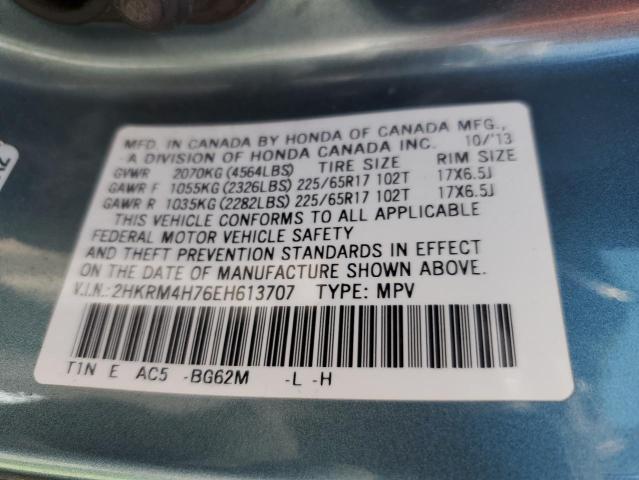 MFD. IN CANADA BY HONDA OF CANADA MFG.,
A DIVISION OF HONDA CANADA INC. 10/'13
GVWR 2070KG (4564LBS) TIRE SIZE RIM SIZE
GAWR F 1055KG (2326LBS) 225/65R17 102T 17X6.5J
GAWR R 1035KG (2282LBS) 225/65R17 102T 17X6.5J
THIS VEHICLE CONFORMS TO ALL APPLICABLE
FEDERAL MOTOR VEHICLE SAFETY
AND THEFT PREVENTION STANDARDS IN EFFECT
ON THE DATE OF MANUFACTURE SHOWN ABOVE.
V.I.N.: 2HKRM4H76EH613707 TYPE: MPV
T1N E AC5 -BG62M -L -H